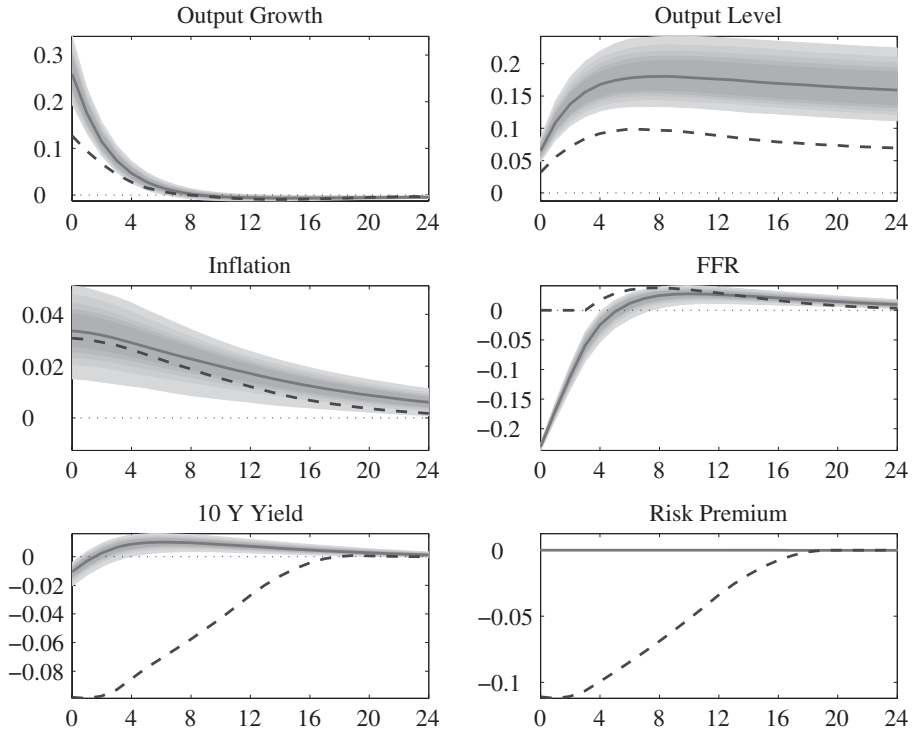 Output Growth
0.3
0.2
0.1
0
0 4 8 12 16 20 24
Output Level
0.2
0.15
0.1
0.05
0
0 4 8 12 16 20 24
Inflation
0.04
0.02
0
0 4 8 12 16 20 24
FFR
0
−0.05
−0.1
−0.15
−0.2
0 4 8 12 16 20 24
10 Y Yield
0
−0.02
−0.04
−0.06
−0.08
0 4 8 12 16 20 24
Risk Premium
0
−0.05
−0.1
0 4 8 12 16 20 24